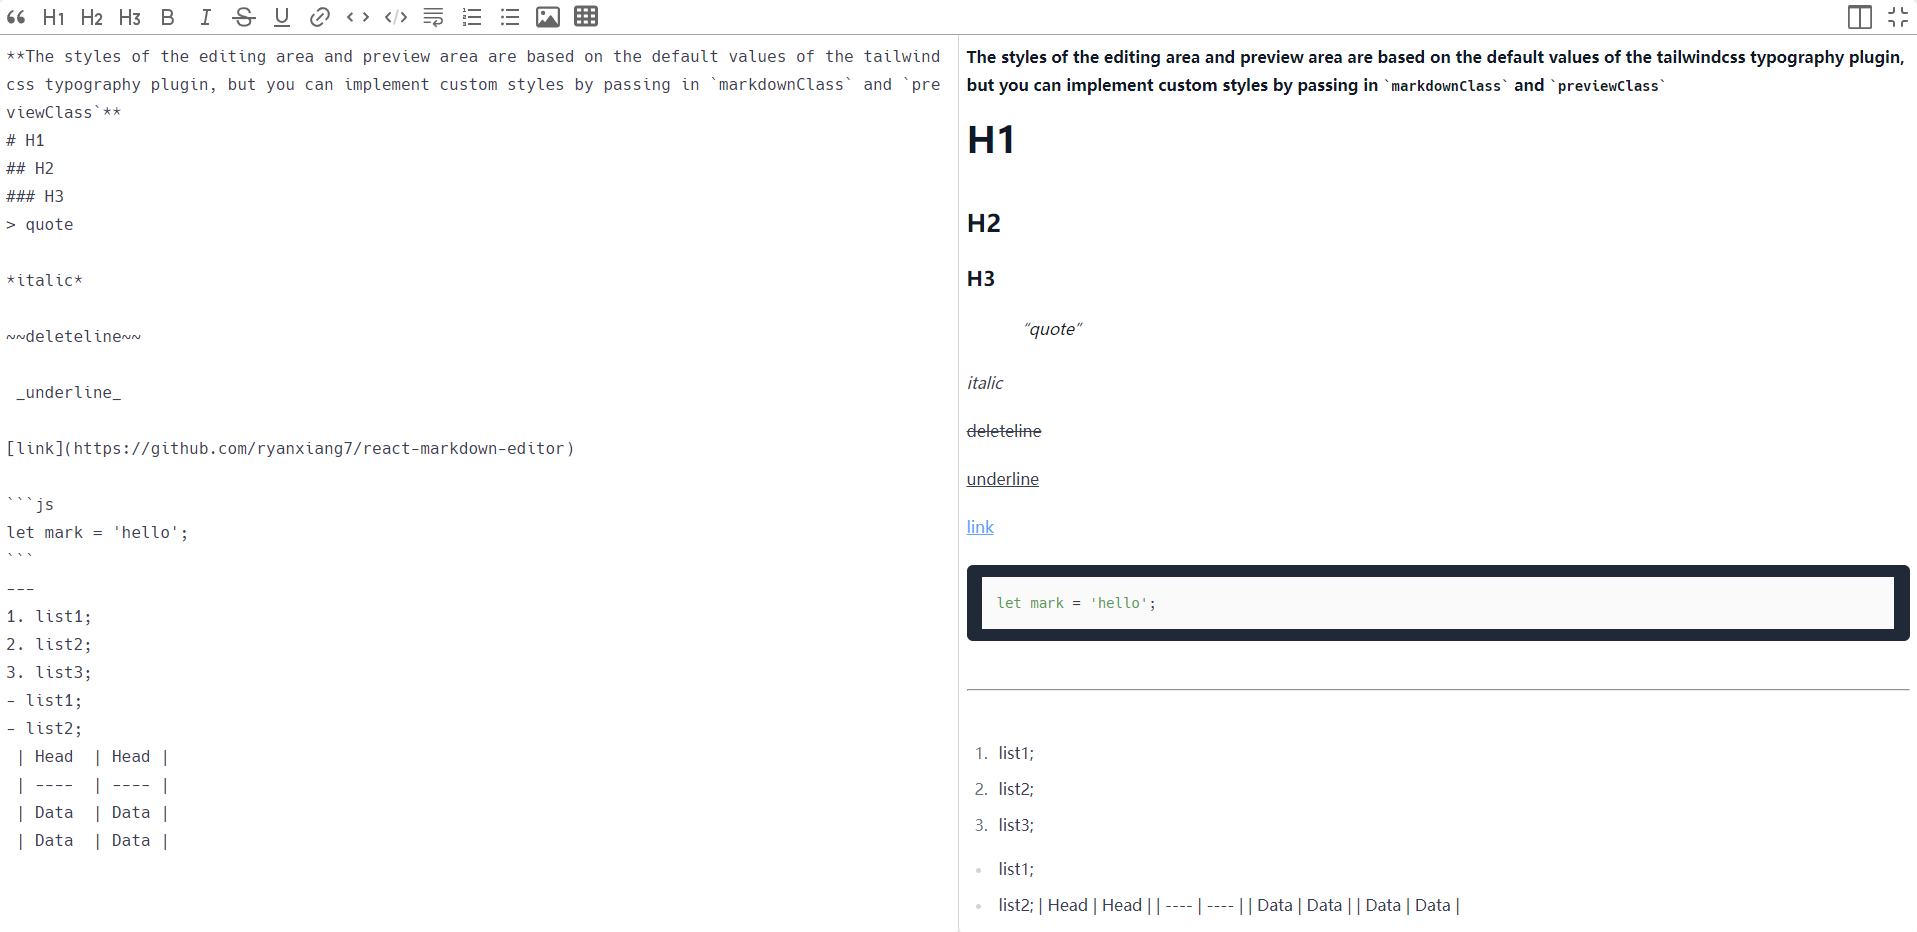 H1 H2 H3 B I S U
**The styles of the editing area and preview area are based on the default values of the tailwind
css typography plugin, but you can implement custom styles by passing in `markdownClass` and `pre
viewClass`**
# H1
## H2
### H3
> quote
*italic*
~~deleteline~~
_underline_
[link](https://github.com/ryanxiang7/react-markdown-editor)
```js
let mark = 'hello';
```
---
1. list1;
2. list2;
3. list3;
- list1;
- list2;
| Head  | Head |
| ----  | ---- |
| Data  | Data |
| Data  | Data |
The styles of the editing area and preview area are based on the default values of the tailwindcss typography plugin,
but you can implement custom styles by passing in `markdownClass` and `previewClass`
H1
H2
H3
“quote”
italic
deleteline
underline
link
let mark = 'hello';
1. list1;
2. list2;
3. list3;
• list1;
• list2; | Head | Head | | ---- | ---- | | Data | Data | | Data | Data |